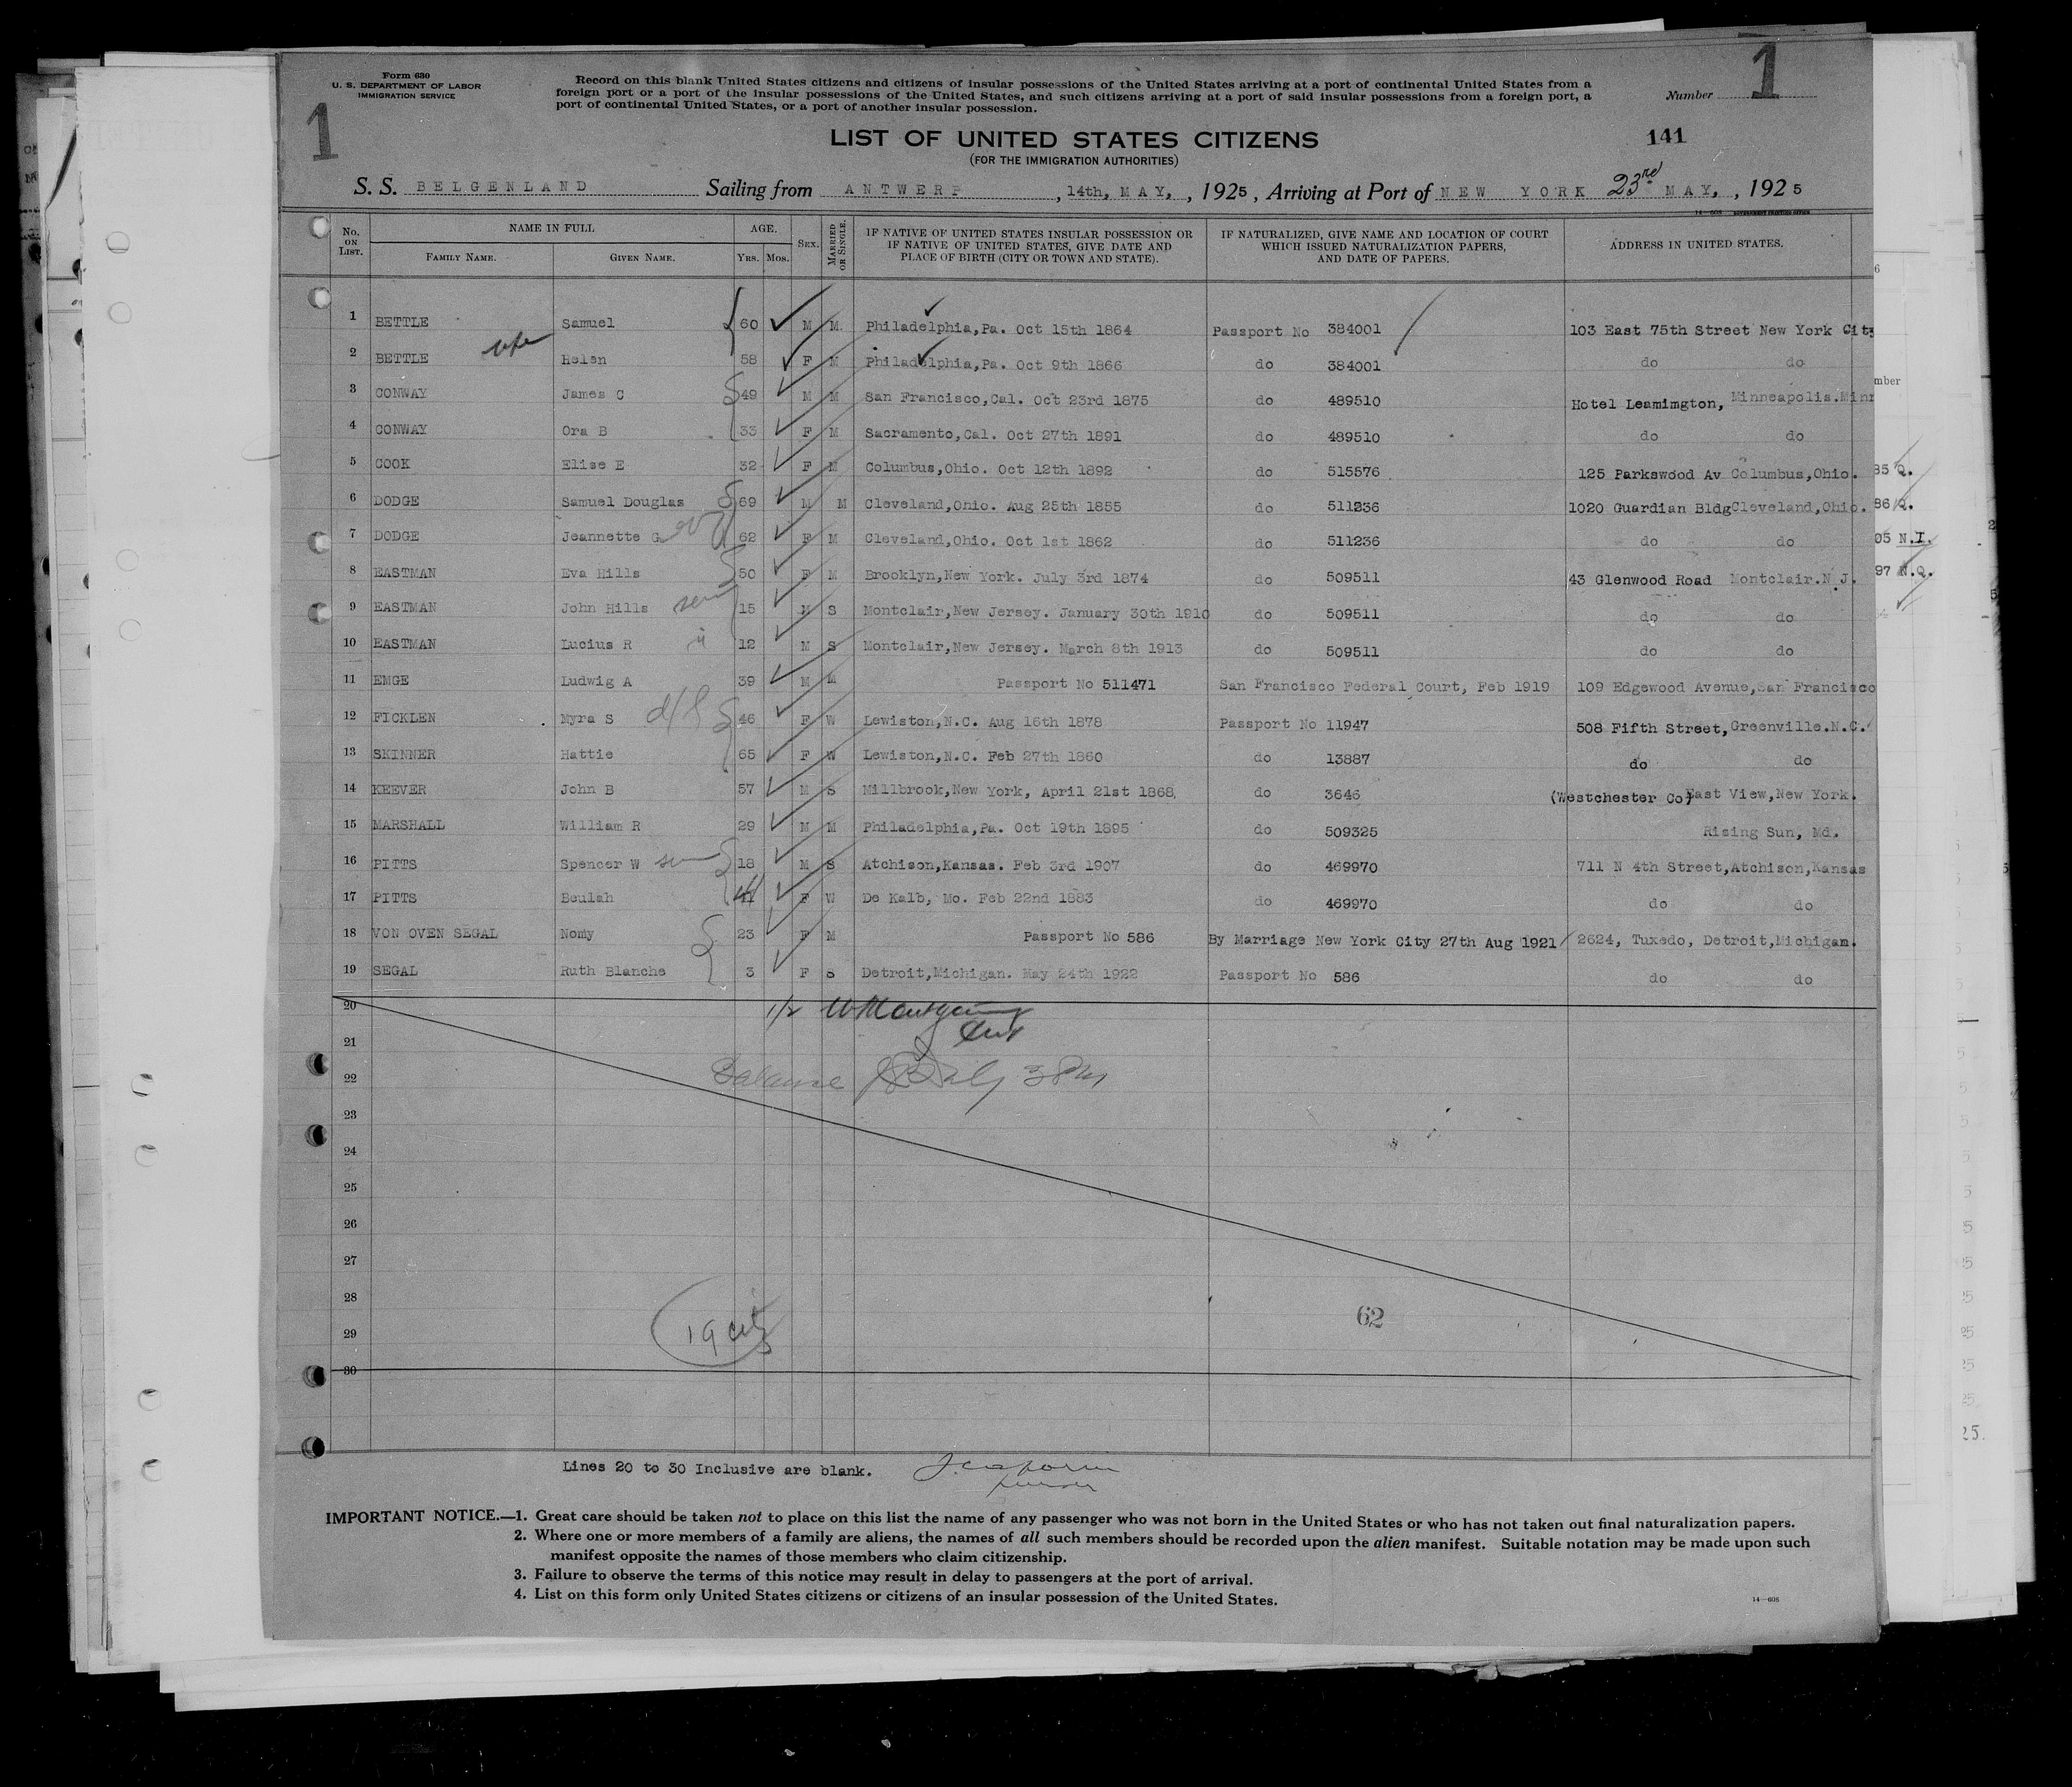 Form 630
U. S. DEPARTMENT OF LABOR
IMMIGRATION SERVICE
Record on this blank United States citizens and citizens of insular possessions of the United States arriving at a port of continental United States from a
foreign port or a port of the insular possessions of the United States, and such citizens arriving at a port of said insular possessions from a foreign port, a
port of continental United States, or a port of another insular possession.
Number 1
1
LIST OF UNITED STATES CITIZENS
141
(FOR THE IMMIGRATION AUTHORITIES)
S. S. BELGENLAND Sailing from ANTWERP, 14th, MAY, , 1925 , Arriving at Port of NEW YORK 23rd MAY, , 1925
No. ON LIST. NAME IN FULL FAMILY NAME. GIVEN NAME. AGE. YRS. MOS. SEX. MARRIED OR SINGLE. IF NATIVE OF UNITED STATES INSULAR POSSESSION OR IF NATIVE OF UNITED STATES, GIVE DATE AND PLACE OF BIRTH (CITY OR TOWN AND STATE). IF NATURALIZED, GIVE NAME AND LOCATION OF COURT WHICH ISSUED NATURALIZATION PAPERS, AND DATE OF PAPERS. ADDRESS IN UNITED STATES.
1 BETTLE Samuel 60 M M Philadelphia,Pa. Oct 15th 1864 Passport No 384001 103 East 75th Street New York City
2 BETTLE wife Helen 58 F M Philadelphia,Pa. Oct 9th 1866 do 384001 do do
3 CONWAY James C 49 M M San Francisco,Cal. Oct 23rd 1875 do 489510 Hotel Leamimgton, Minneapolis.Minn
4 CONWAY Ora B 33 F M Sacramento,Cal. Oct 27th 1891 do 489510 do do
5 COOK Elise E 32 F M Columbus,Ohio. Oct 12th 1892 do 515576 125 Parkswood Av Columbus,Ohio.
6 DODGE Samuel Douglas 69 M M Cleveland,Ohio. Aug 25th 1855 do 511236 1020 Guardian Bldg Cleveland,Ohio.
7 DODGE Jeannette G 62 F M Cleveland,Ohio. Oct 1st 1862 do 511236 do do
8 EASTMAN Eva Hills 50 F M Brooklyn,New York. July 3rd 1874 do 509511 43 Glenwood Road Montclair.N J.
9 EASTMAN John Hills son 15 M S Montclair,New Jersey. January 30th 1910 do 509511 do do
10 EASTMAN Lucius R 12 M S Montclair,New Jersey. March 8th 1913 do 509511 do do
11 EMGE Ludwig A 39 M M Passport No 511471 San Francisco Federal Court, Feb 1919 109 Edgewood Avenue,San Francisco
12 FICKLEN Myra S 46 F W Lewiston,N.C. Aug 16th 1878 Passport No 11947 508 Fifth Street,Greenville.N.C.
13 SKINNER Hattie 65 F W Lewiston,N.C. Feb 27th 1860 do 13887 do do
14 KEEVER John B 57 M S Millbrook,New York, April 21st 1868 do 3646 (Westchester Co) East View,New York.
15 MARSHALL William R 29 M M Philadelphia,Pa. Oct 19th 1895 do 509325 Rising Sun, Md.
16 PITTS Spencer W son 18 M S Atchison,Kansas. Feb 3rd 1907 do 469970 711 N 4th Street,Atchison,Kansas
17 PITTS Beulah F W De Kalb, Mo. Feb 22nd 1883 do 469970 do do
18 VON OVEN SEGAL Nomy 23 F M Passport No 586 By Marriage New York City 27th Aug 1921 2624, Tuxedo, Detroit,Michigan.
19 SEGAL Ruth Blanche 3 F S Detroit,Michigan. May 24th 1922 Passport No 586 do do
20 1/2
21
22 Balance 3 PM
23
24
25
26
27
28
62
29 19 citz
30
Lines 20 to 30 Inclusive are blank.
IMPORTANT NOTICE.—1. Great care should be taken not to place on this list the name of any passenger who was not born in the United States or who has not taken out final naturalization papers.
2. Where one or more members of a family are aliens, the names of all such members should be recorded upon the alien manifest. Suitable notation may be made upon such
manifest opposite the names of those members who claim citizenship.
3. Failure to observe the terms of this notice may result in delay to passengers at the port of arrival.
4. List on this form only United States citizens or citizens of an insular possession of the United States.
14—608